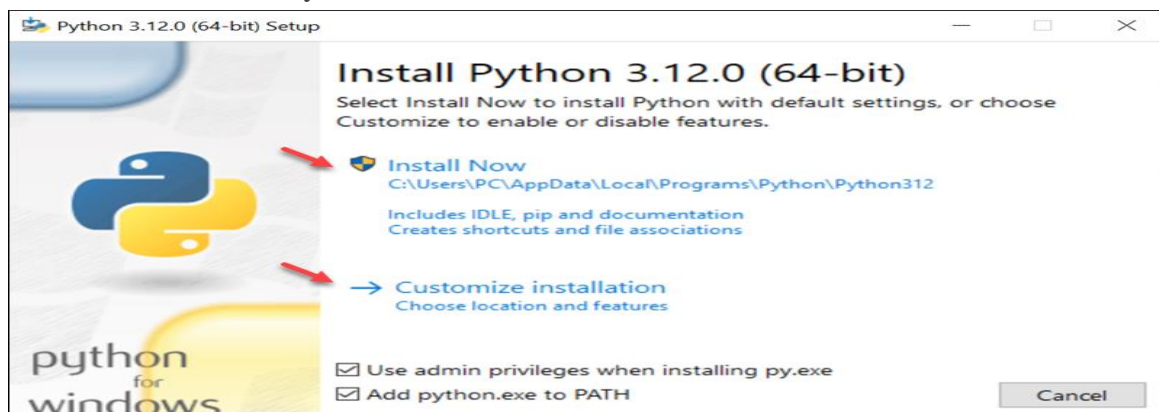 Python 3.12.0 (64-bit) Setup
Install Python 3.12.0 (64-bit)
Select Install Now to install Python with default settings, or choose
Customize to enable or disable features.
Install Now
C:\Users\PC\AppData\Local\Programs\Python\Python312
Includes IDLE, pip and documentation
Creates shortcuts and file associations
Customize installation
Choose location and features
python
for
windows
Use admin privileges when installing py.exe
Add python.exe to PATH
Cancel